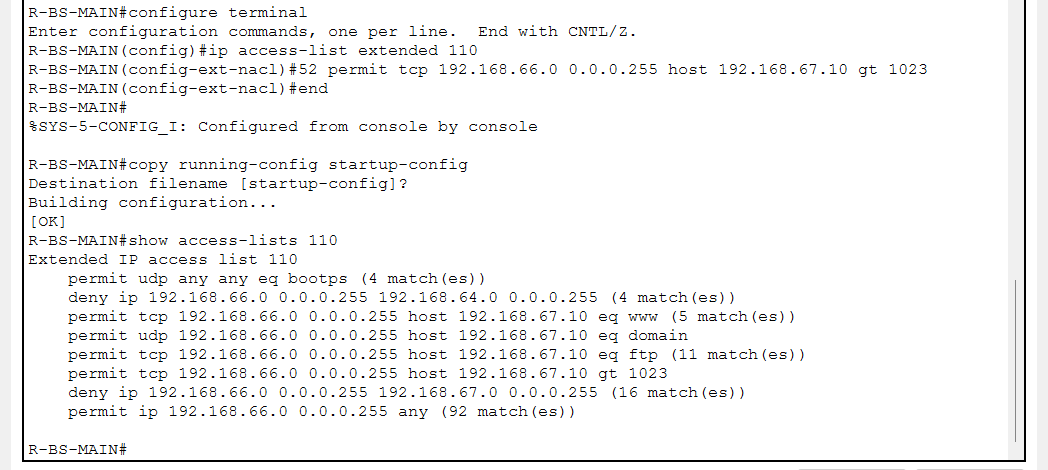 R-BS-MAIN#configure terminal
Enter configuration commands, one per line.  End with CNTL/Z.
R-BS-MAIN(config)#ip access-list extended 110
R-BS-MAIN(config-ext-nacl)#52 permit tcp 192.168.66.0 0.0.0.255 host 192.168.67.10 gt 1023
R-BS-MAIN(config-ext-nacl)#end
R-BS-MAIN#
%SYS-5-CONFIG_I: Configured from console by console

R-BS-MAIN#copy running-config startup-config
Destination filename [startup-config]?
Building configuration...
[OK]
R-BS-MAIN#show access-lists 110
Extended IP access list 110
    permit udp any any eq bootps (4 match(es))
    deny ip 192.168.66.0 0.0.0.255 192.168.64.0 0.0.0.255 (4 match(es))
    permit tcp 192.168.66.0 0.0.0.255 host 192.168.67.10 eq www (5 match(es))
    permit udp 192.168.66.0 0.0.0.255 host 192.168.67.10 eq domain
    permit tcp 192.168.66.0 0.0.0.255 host 192.168.67.10 eq ftp (11 match(es))
    permit tcp 192.168.66.0 0.0.0.255 host 192.168.67.10 gt 1023
    deny ip 192.168.66.0 0.0.0.255 192.168.67.0 0.0.0.255 (16 match(es))
    permit ip 192.168.66.0 0.0.0.255 any (92 match(es))

R-BS-MAIN#